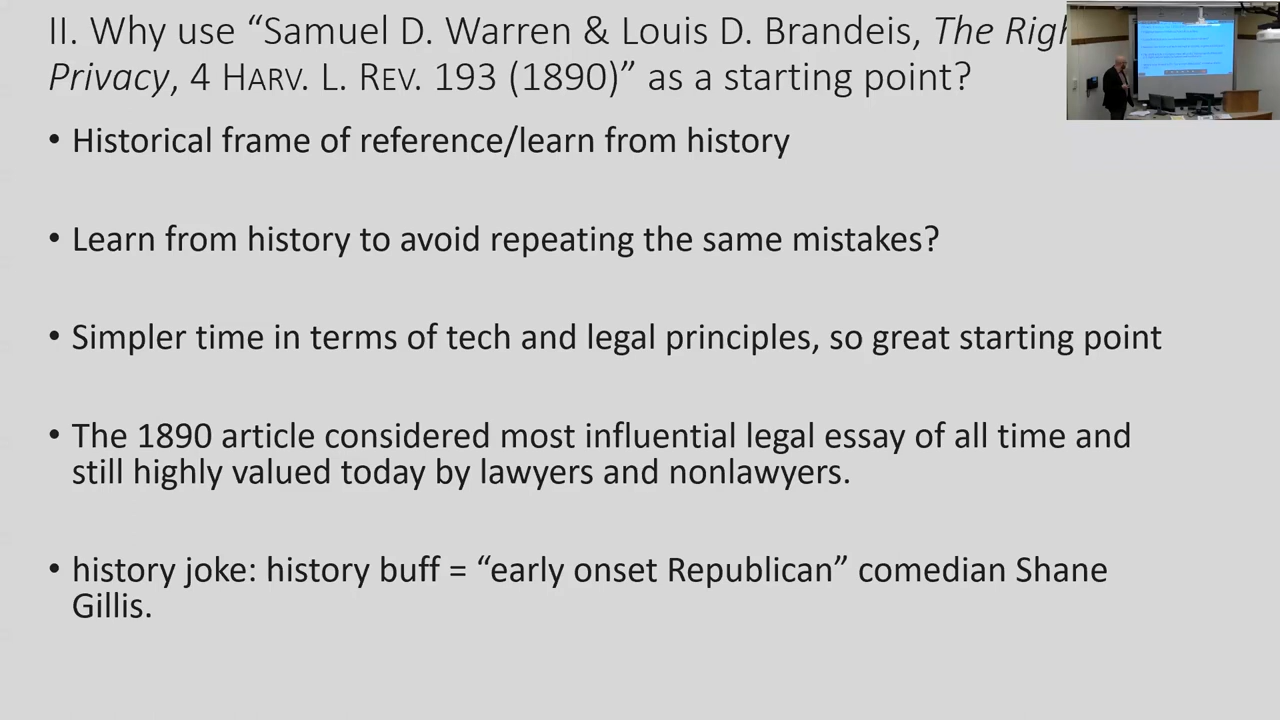 II. Why use “Samuel D. Warren & Louis D. Brandeis, The
Privacy, 4 HARV. L. REV. 193 (1890)” as a starting point?
• Historical frame of reference/learn from history
• Learn from history to avoid repeating the same mistakes?
• Simpler time in terms of tech and legal principles, so great starting point
• The 1890 article considered most influential legal essay of all time and
still highly valued today by lawyers and nonlawyers.
• history joke: history buff = “early onset Republican” comedian Shane
Gillis.